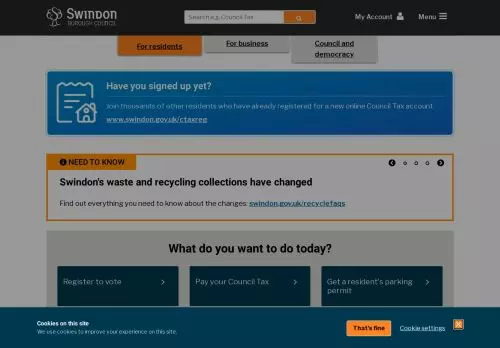 SWINDON
BOROUGH COUNCIL
Search e.g. Council Tax
My Account
Menu
For residents
For business
Council and
democracy
Have you signed up yet?
Join thousands of other residents who have already registered for a new online Council Tax account.
www.swindon.gov.uk/ctaxreg
NEED TO KNOW
Swindon's waste and recycling collections have changed
Find out everything you need to know about the changes: swindon.gov.uk/recyclefaqs
What do you want to do today?
Register to vote
Pay your Council Tax
Get a resident's parking
permit
Cookies on this site
We use cookies to improve your experience on this site.
That's fine
Cookie settings